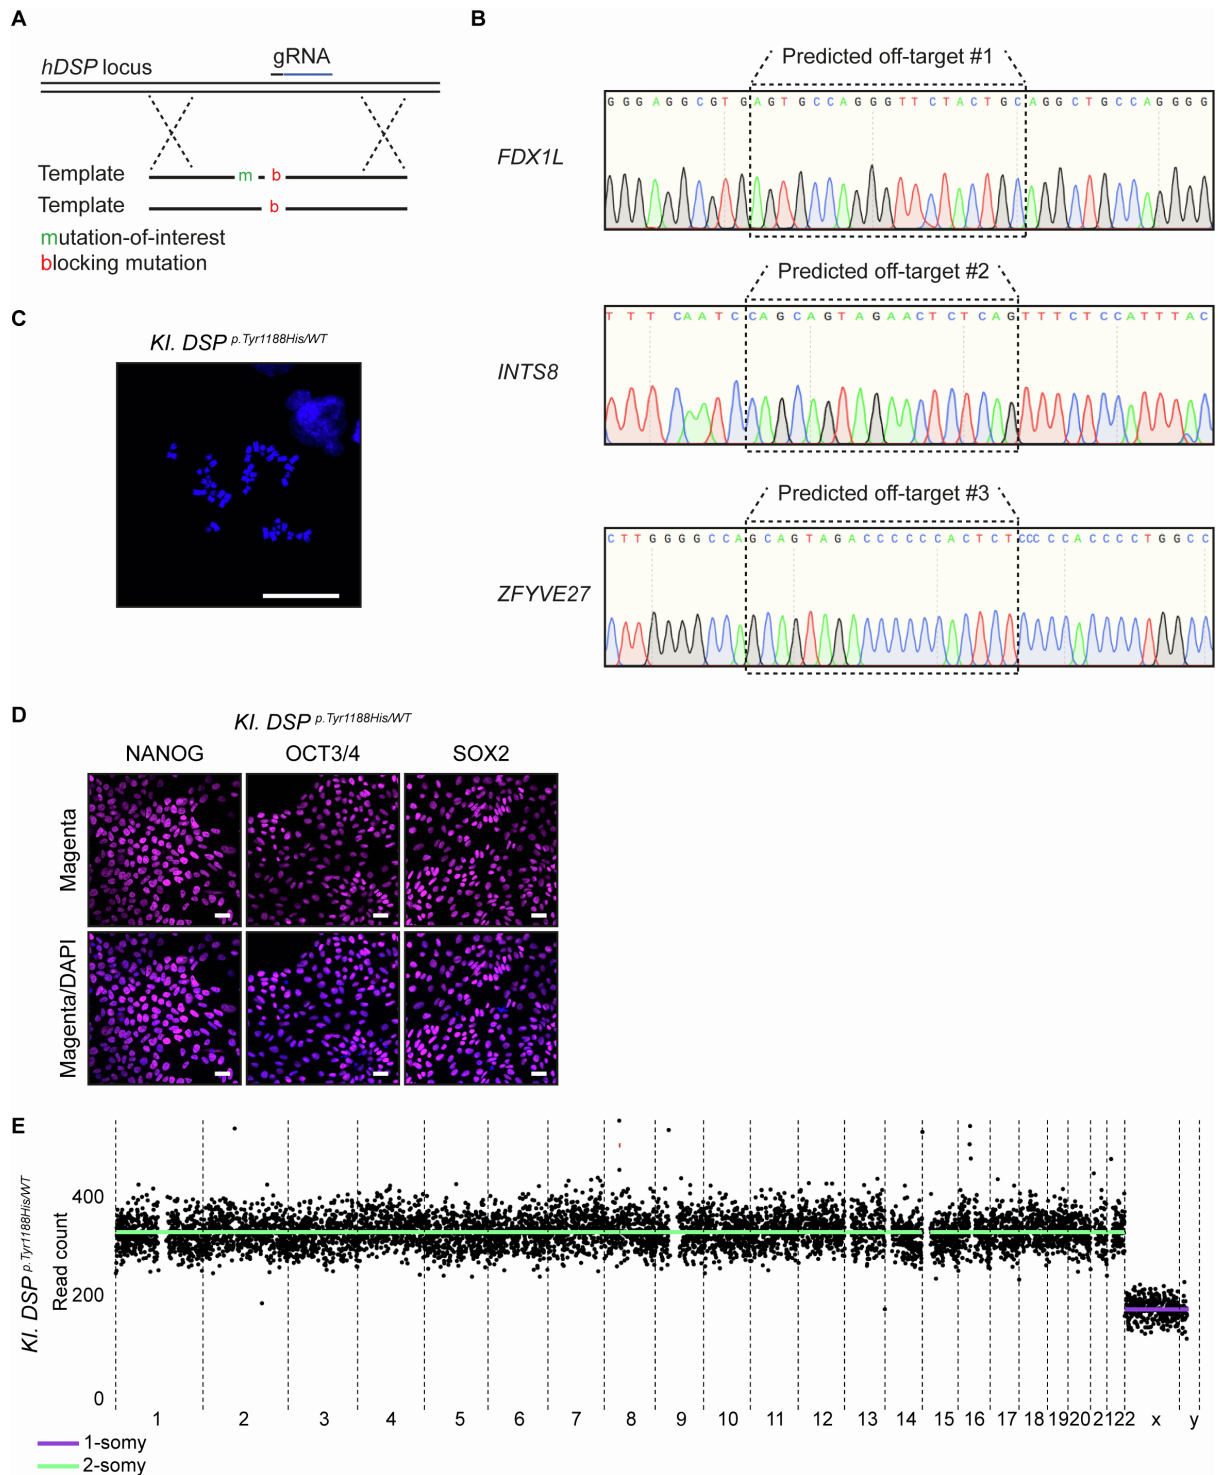 A
hDSP locus
gRNA
Template
m
b
Template
b
mutation-of-interest
blocking mutation
B
Predicted off-target #1
FDX1L
GGGAGGCGTGAGTGCCAGGGTTCTACTGCAGGCTGCCAGGGG
Predicted off-target #2
INTS8
TTTCAATCCAGCAGTAGAACTCTCAGTTTCTCCATTTAC
Predicted off-target #3
ZFYVE27
CTTGGGGCCAGCAGTAGACCCCCCACTCTCCCCCACCCCTGGCC
C
KI. DSP p.Tyr1188His/WT
D
KI. DSP p.Tyr1188His/WT
NANOG OCT3/4 SOX2
Magenta
Magenta/DAPI
E
KI. DSP p.Tyr1188His/WT
Read count
400
200
0
1 2 3 4 5 6 7 8 9 10 11 12 13 14 15 16 17 18 19 20 21 22 x y
1-somy
2-somy